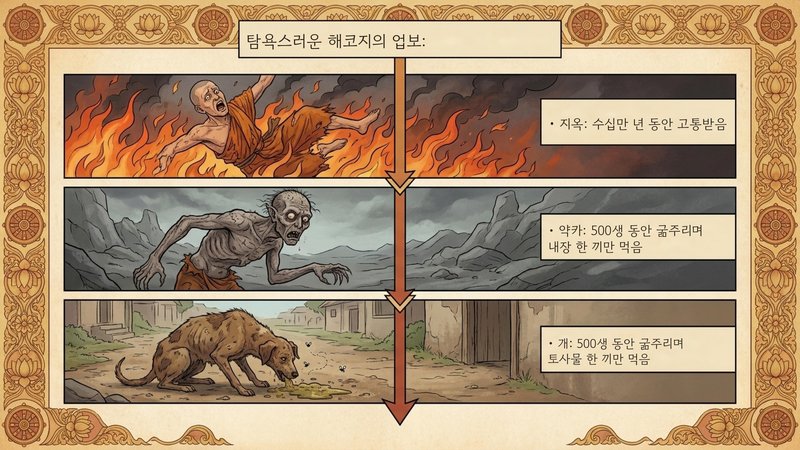 탐욕스러운 해코지의 업보:
• 지옥: 수십만 년 동안 고통받음
• 약카: 500생 동안 굶주리며
내장 한 끼만 먹음
• 개: 500생 동안 굶주리며
토사물 한 끼만 먹음